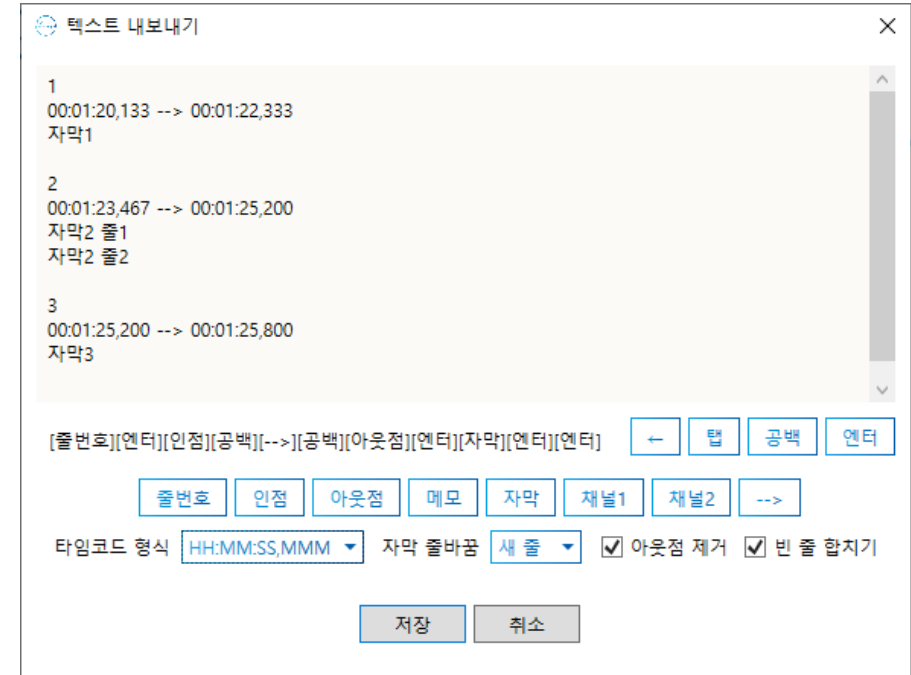 텍스트 내보내기
1
00:01:20,133 --> 00:01:22,333
자막1
2
00:01:23,467 --> 00:01:25,200
자막2 줄1
자막2 줄2
3
00:01:25,200 --> 00:01:25,800
자막3
[줄번호][엔터][인점][공백][-->][공백][아웃점][엔터][자막][엔터][엔터] ← 탭 공백 엔터
줄번호 인점 아웃점 메모 자막 채널1 채널2 -->
타임코드 형식 HH:MM:SS,MMM 자막 줄바꿈 새 줄 아웃점 제거 빈 줄 합치기
저장 취소